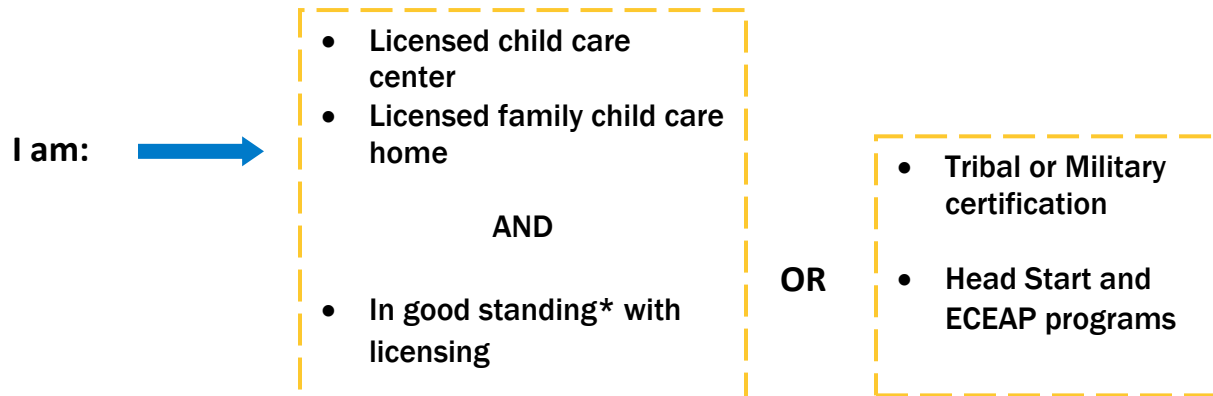 I am:
• Licensed child care
center
• Licensed family child care
home
AND
• In good standing* with
licensing
OR
• Tribal or Military
certification
• Head Start and
ECEAP programs